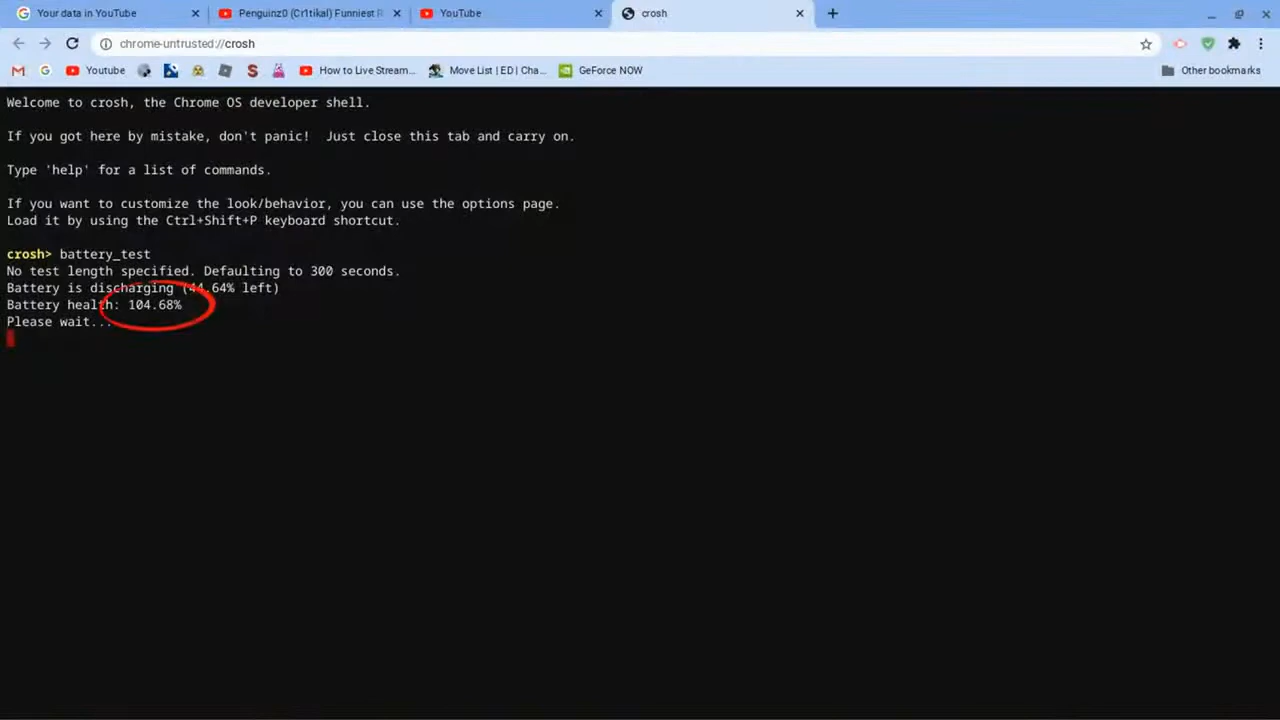 Your data in YouTube
Penguinz0 (Cr1tikal) Funniest
YouTube
crosh
chrome-untrusted://crosh
Youtube
How to Live Stream...
Move List | ED | Cha...
GeForce NOW
Other bookmarks
Welcome to crosh, the Chrome OS developer shell.
If you got here by mistake, don't panic!  Just close this tab and carry on.
Type 'help' for a list of commands.
If you want to customize the look/behavior, you can use the options page.
Load it by using the Ctrl+Shift+P keyboard shortcut.
crosh> battery_test
No test length specified. Defaulting to 300 seconds.
Battery is discharging (44.64% left)
Battery health: 104.68%
Please wait...